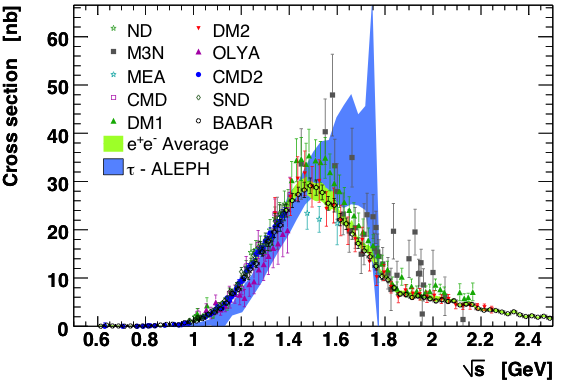 Cross section [nb]
60
50
40
30
20
10
0
ND
M3N
MEA
CMD
DM1
DM2
OLYA
CMD2
SND
BABAR
e⁺e⁻ Average
τ - ALEPH
0.6 0.8 1 1.2 1.4 1.6 1.8 2 2.2 2.4
√s [GeV]